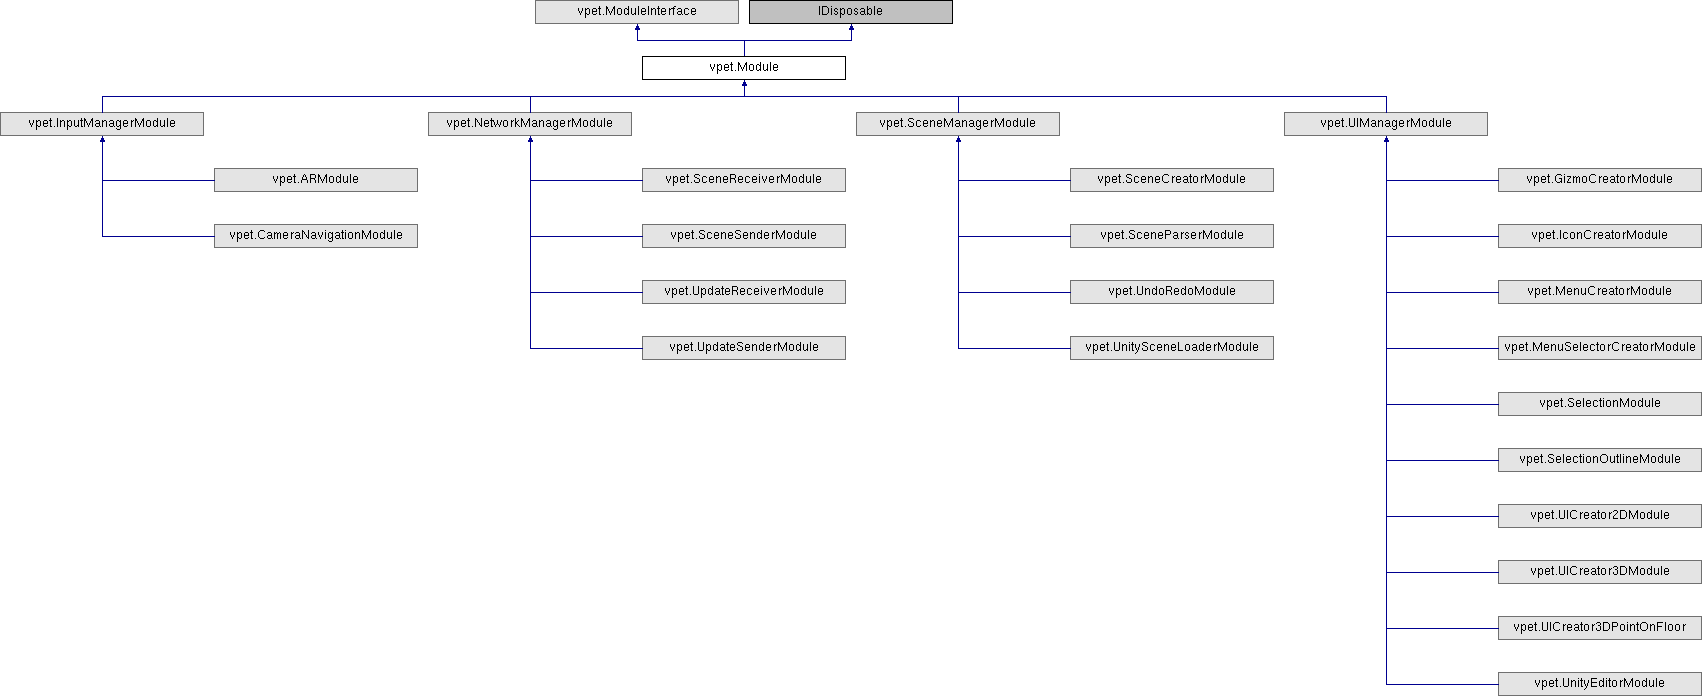 vpet.ModuleInterface
IDisposable
vpet.Module
vpet.InputManagerModule
vpet.NetworkManagerModule
vpet.SceneManagerModule
vpet.UIManagerModule
vpet.ARModule
vpet.SceneReceiverModule
vpet.SceneCreatorModule
vpet.GizmoCreatorModule
vpet.CameraNavigationModule
vpet.SceneSenderModule
vpet.SceneParserModule
vpet.IconCreatorModule
vpet.UpdateReceiverModule
vpet.UndoRedoModule
vpet.MenuCreatorModule
vpet.UpdateSenderModule
vpet.UnitySceneLoaderModule
vpet.MenuSelectorCreatorModule
vpet.SelectionModule
vpet.SelectionOutlineModule
vpet.UICreator2DModule
vpet.UICreator3DModule
vpet.UICreator3DPointOnFloor
vpet.UnityEditorModule